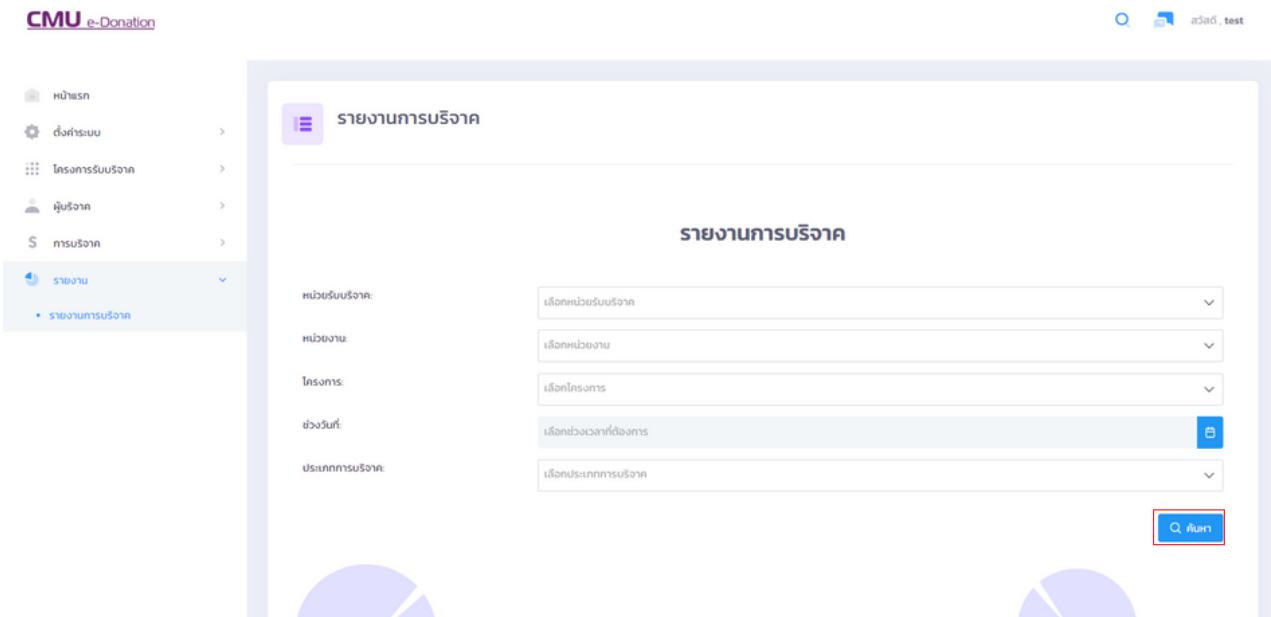 CMU e-Donation
สวัสดี , test
หน้าแรก
ตั้งค่าระบบ
โครงการรับบริจาค
ผู้บริจาค
การบริจาค
รายงาน
รายงานการบริจาค
รายงานการบริจาค
รายงานการบริจาค
หน่วยรับบริจาค:
เลือกหน่วยรับบริจาค
หน่วยงาน:
เลือกหน่วยงาน
โครงการ:
เลือกโครงการ
ช่วงวันที่:
เลือกช่วงเวลาที่ต้องการ
ประเภทการบริจาค:
เลือกประเภทการบริจาค
ค้นหา